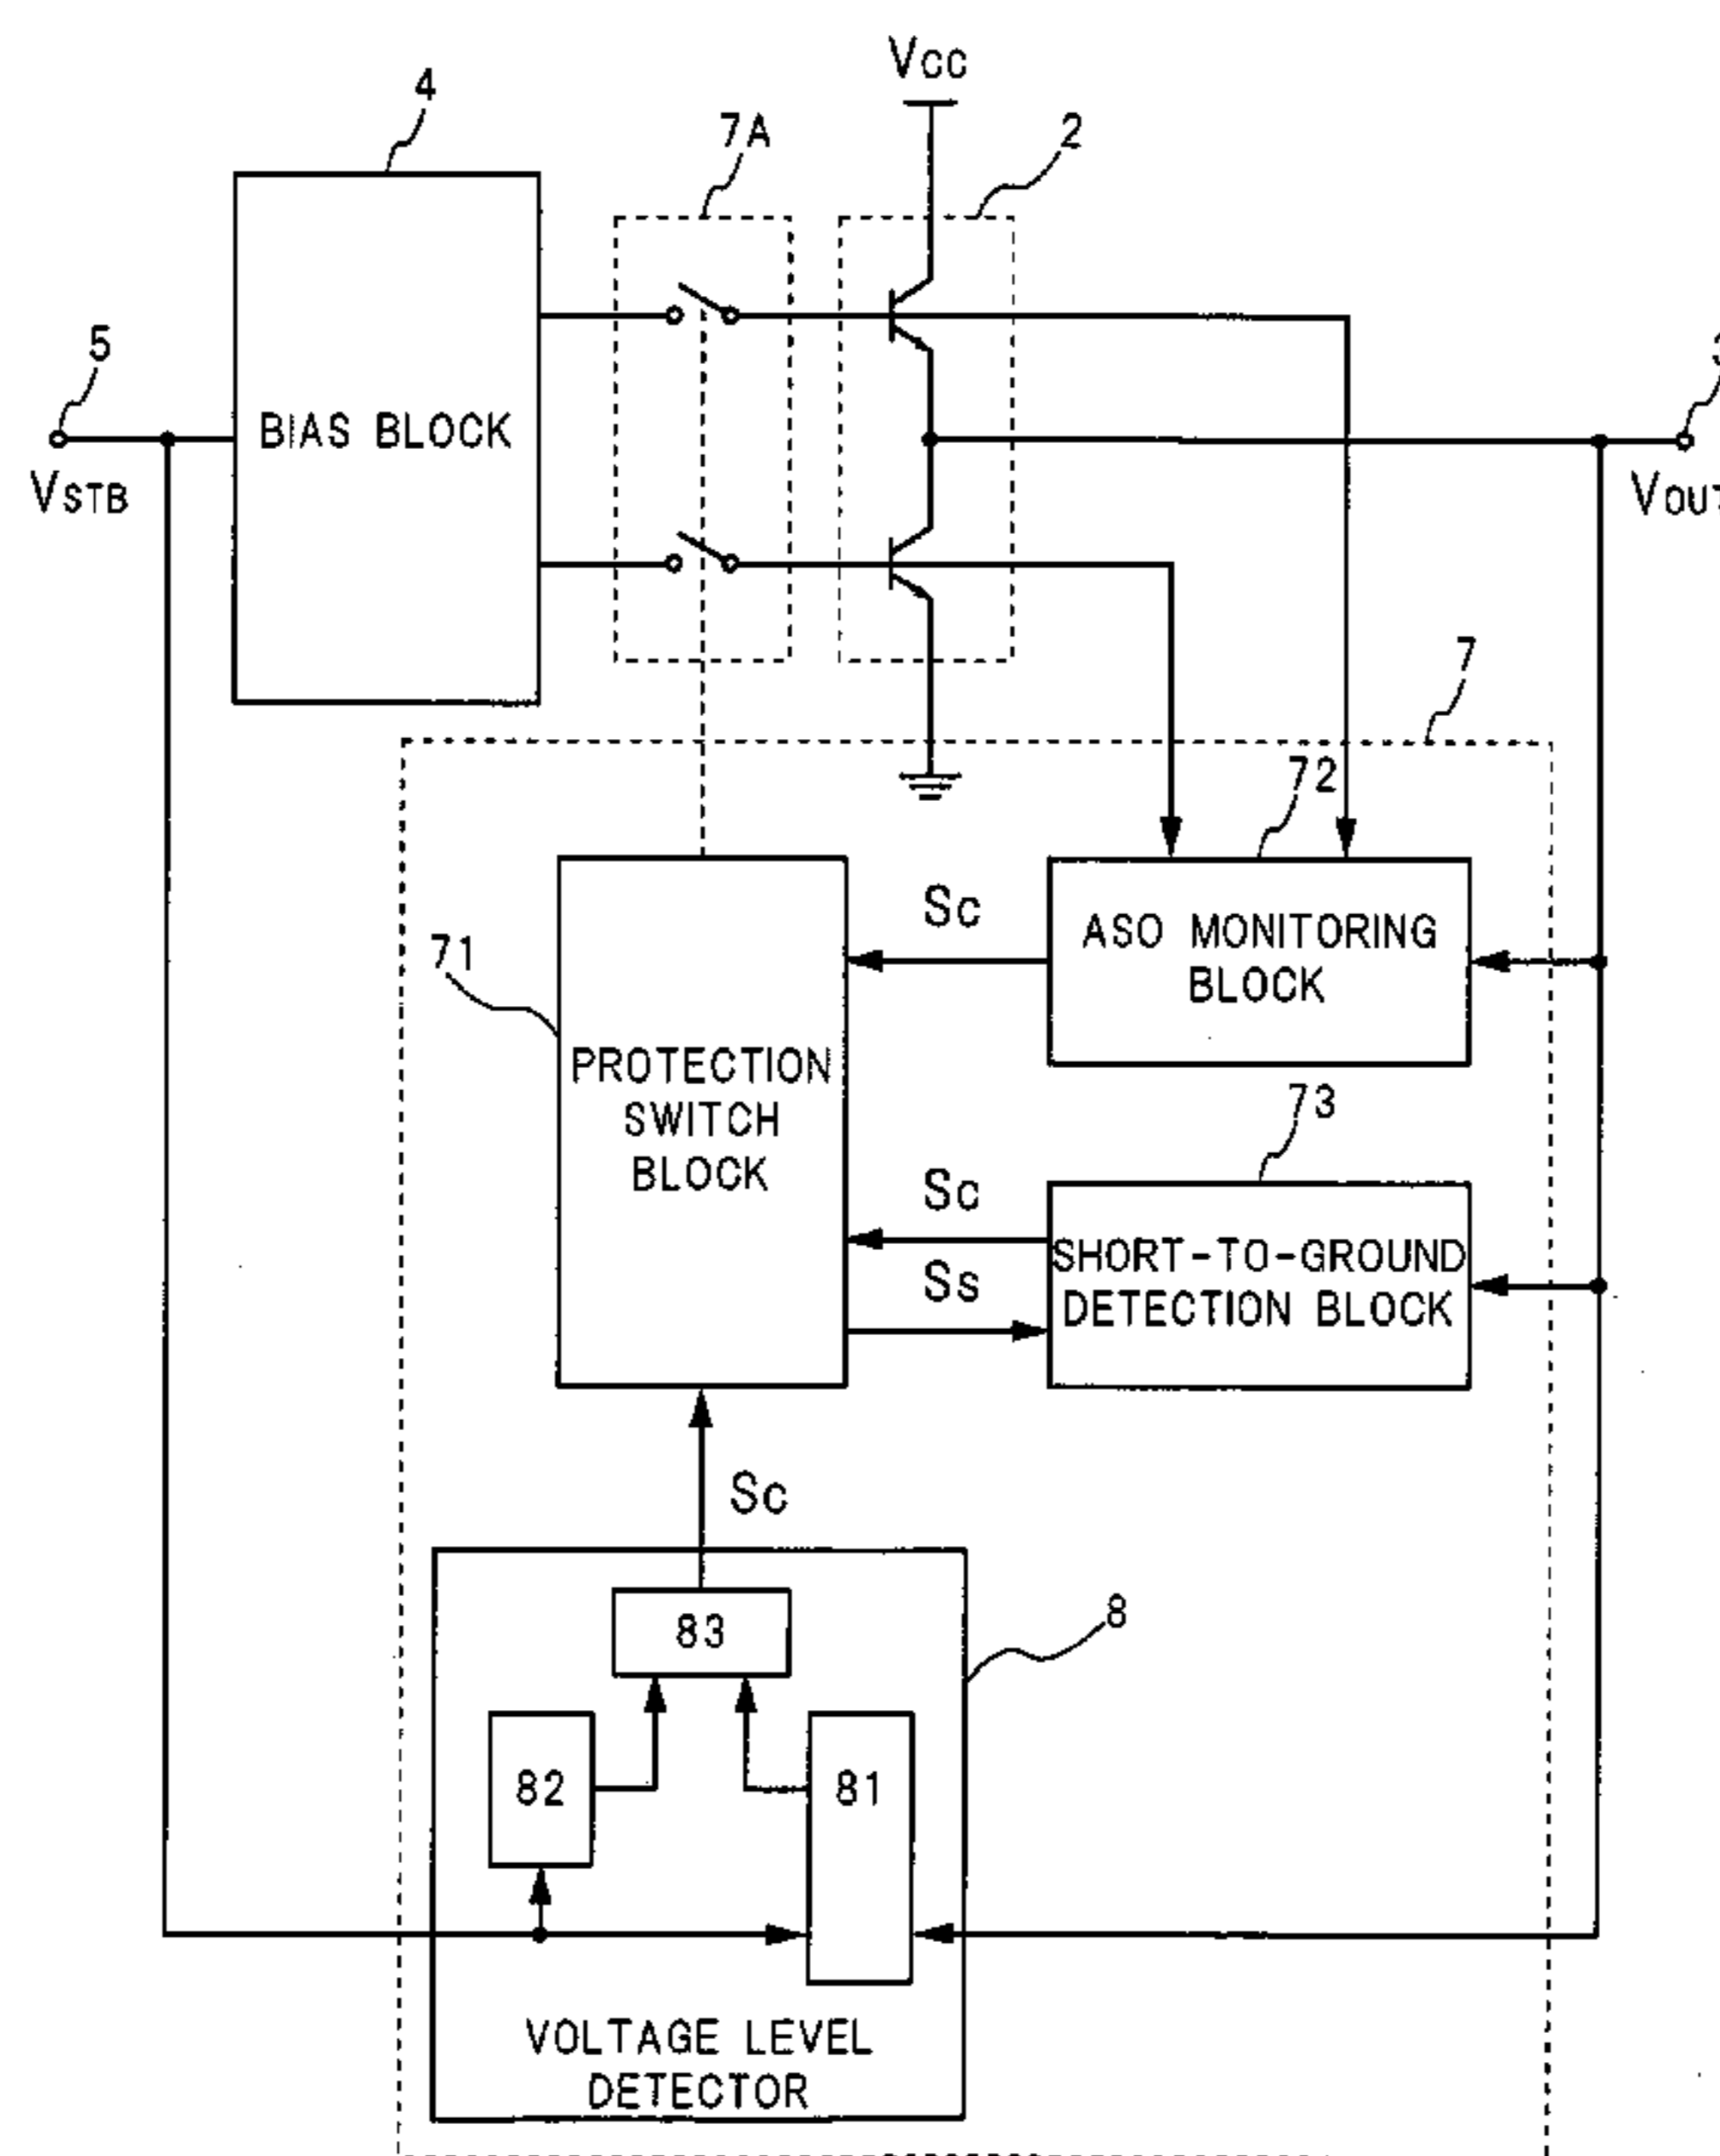 Vcc
4
7A
2
5
BIAS BLOCK
VSTB
VOUT
7
72
Sc
ASO MONITORING
BLOCK
71
PROTECTION
SWITCH
BLOCK
73
Sc
SHORT-TO-GROUND
DETECTION BLOCK
Ss
Sc
83
8
82
81
VOLTAGE LEVEL
DETECTOR